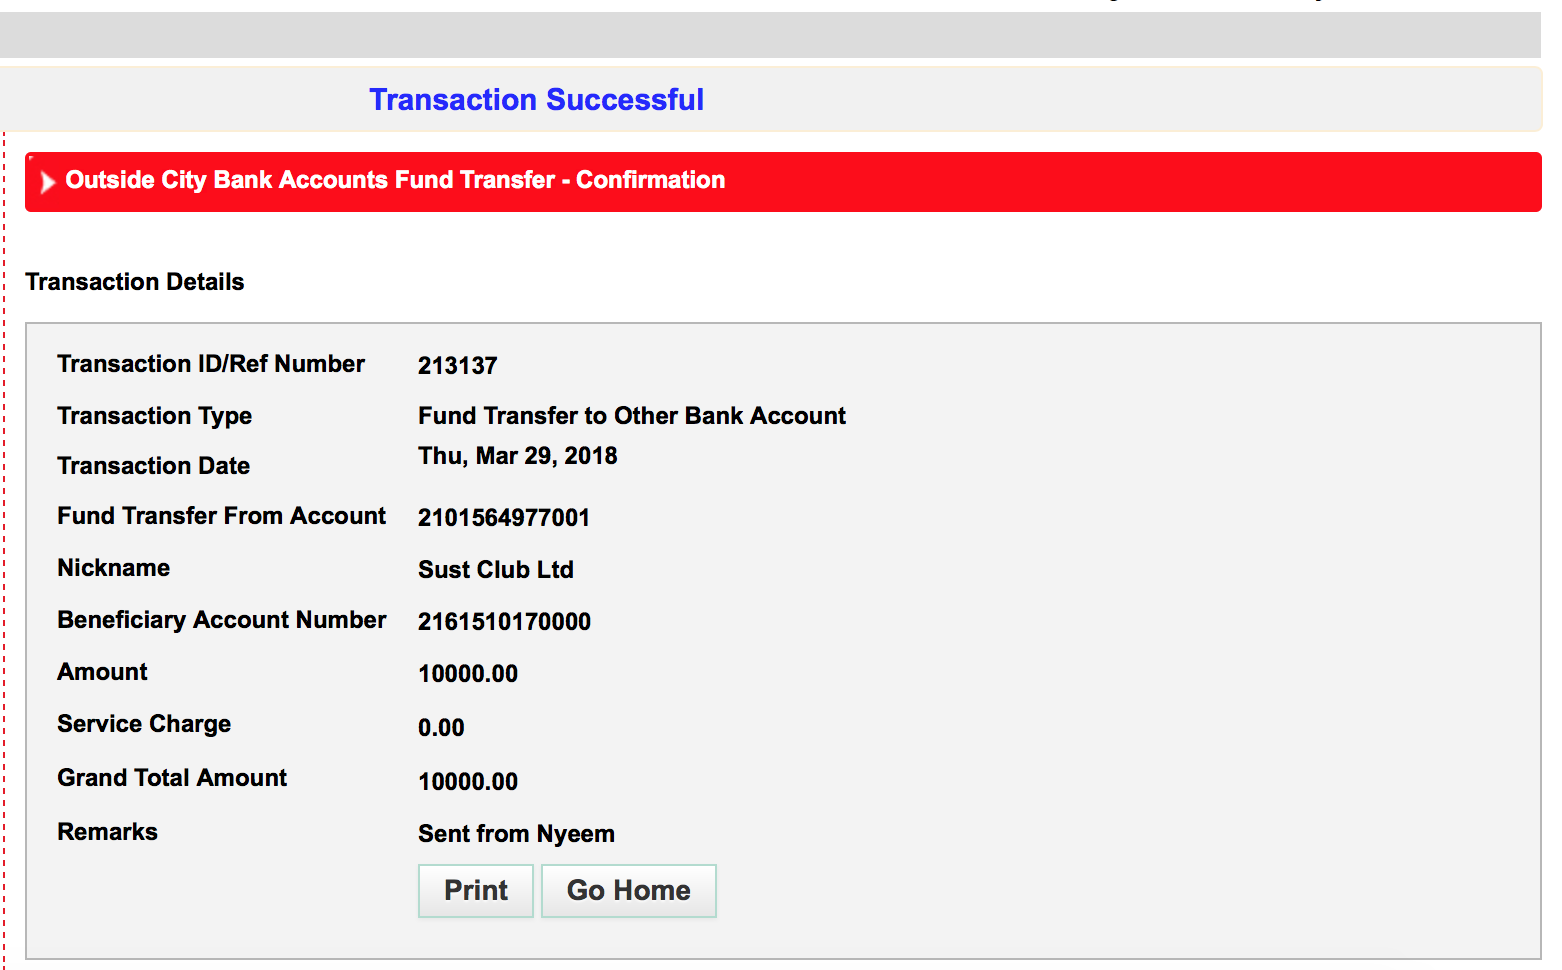 Transaction Successful
Outside City Bank Accounts Fund Transfer - Confirmation
Transaction Details
Transaction ID/Ref Number 213137
Transaction Type Fund Transfer to Other Bank Account
Transaction Date Thu, Mar 29, 2018
Fund Transfer From Account 2101564977001
Nickname Sust Club Ltd
Beneficiary Account Number 2161510170000
Amount 10000.00
Service Charge 0.00
Grand Total Amount 10000.00
Remarks Sent from Nyeem
Print Go Home